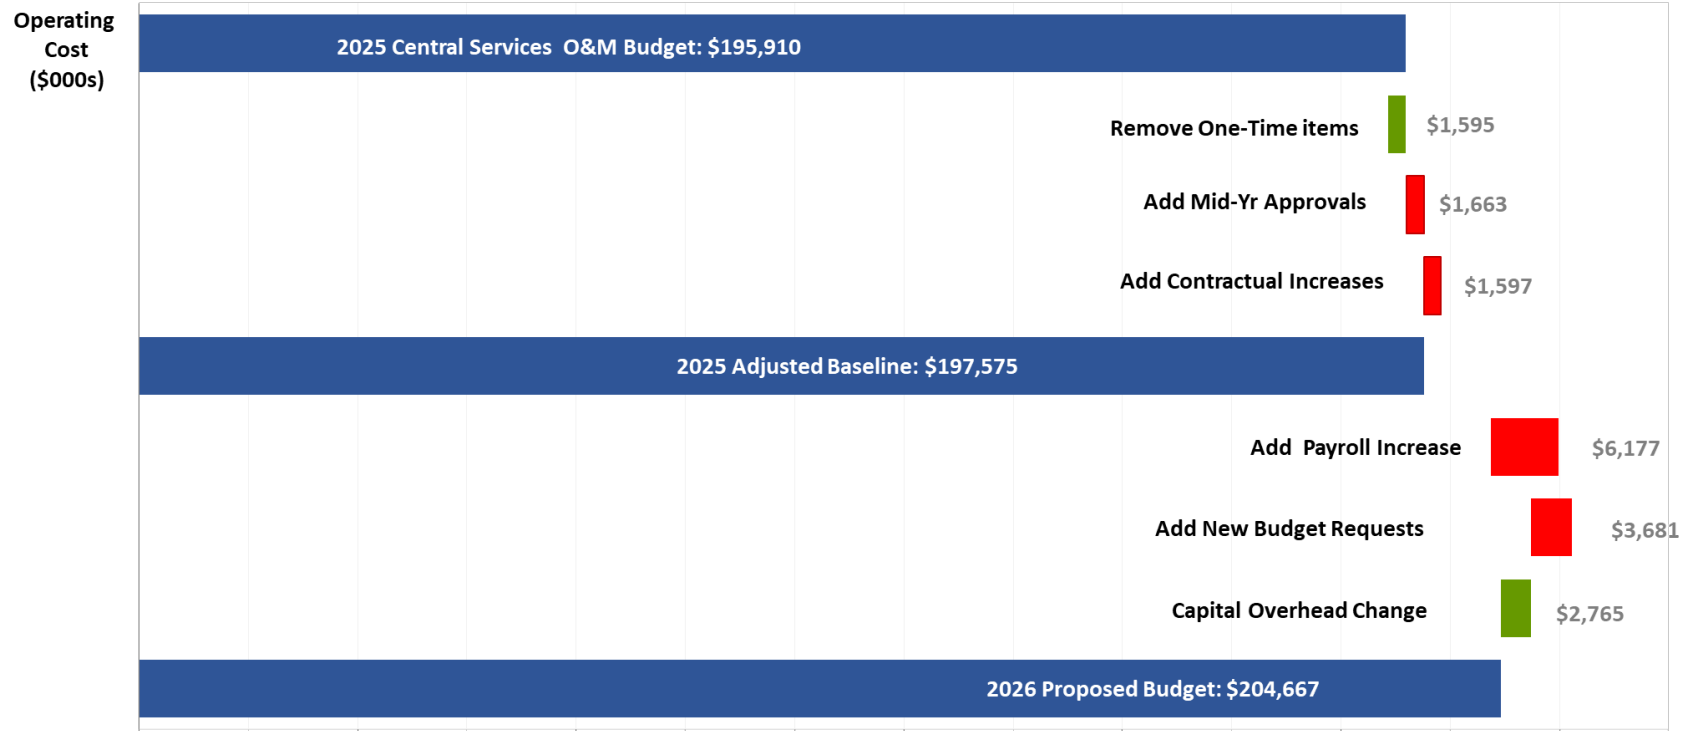 Operating
Cost
($000s)
2025 Central Services O&M Budget: $195,910
Remove One-Time items $1,595
Add Mid-Yr Approvals $1,663
Add Contractual Increases $1,597
2025 Adjusted Baseline: $197,575
Add Payroll Increase $6,177
Add New Budget Requests $3,681
Capital Overhead Change $2,765
2026 Proposed Budget: $204,667